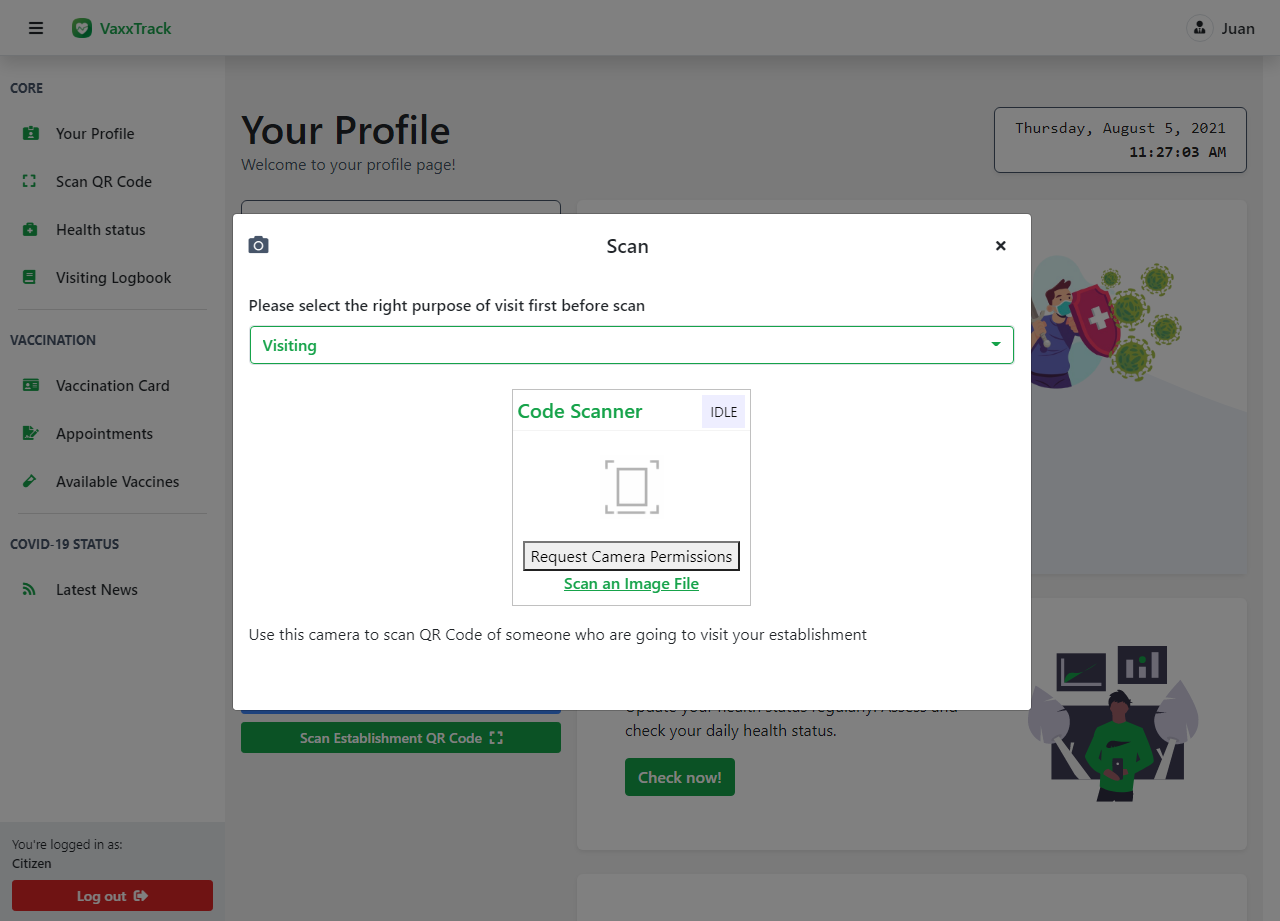 VaxxTrack
Juan
CORE
Your Profile
Scan QR Code
Health status
Visiting Logbook
VACCINATION
Vaccination Card
Appointments
Available Vaccines
COVID-19 STATUS
Latest News
You're logged in as:
Citizen
Log out
Your Profile
Welcome to your profile page!
Thursday, August 5, 2021
11:27:03 AM
Scan
Please select the right purpose of visit first before scan
Visiting
Code Scanner
IDLE
Request Camera Permissions
Scan an Image File
Use this camera to scan QR Code of someone who are going to visit your establishment
Scan Establishment QR Code
Update your health status regularly. Assess and
check your daily health status.
Check now!